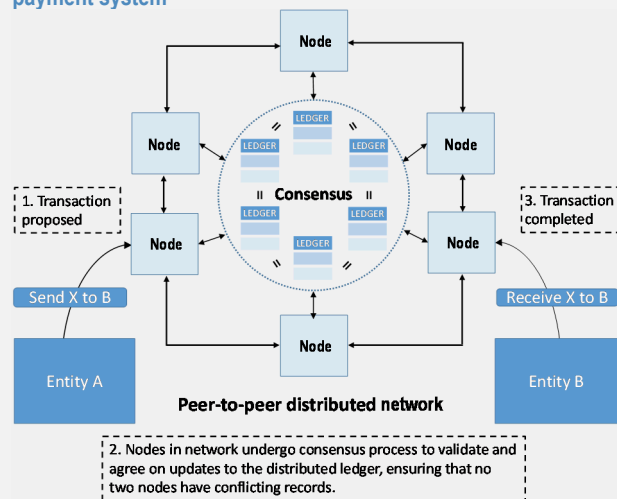 payment system
Node
LEDGER
Node
Node
LEDGER
LEDGER
Consensus
1. Transaction
proposed
3. Transaction
completed
LEDGER
LEDGER
Node
Node
LEDGER
Send X to B
Receive X to B
Node
Entity A
Entity B
Peer-to-peer distributed network
2. Nodes in network undergo consensus process to validate and
agree on updates to the distributed ledger, ensuring that no
two nodes have conflicting records.